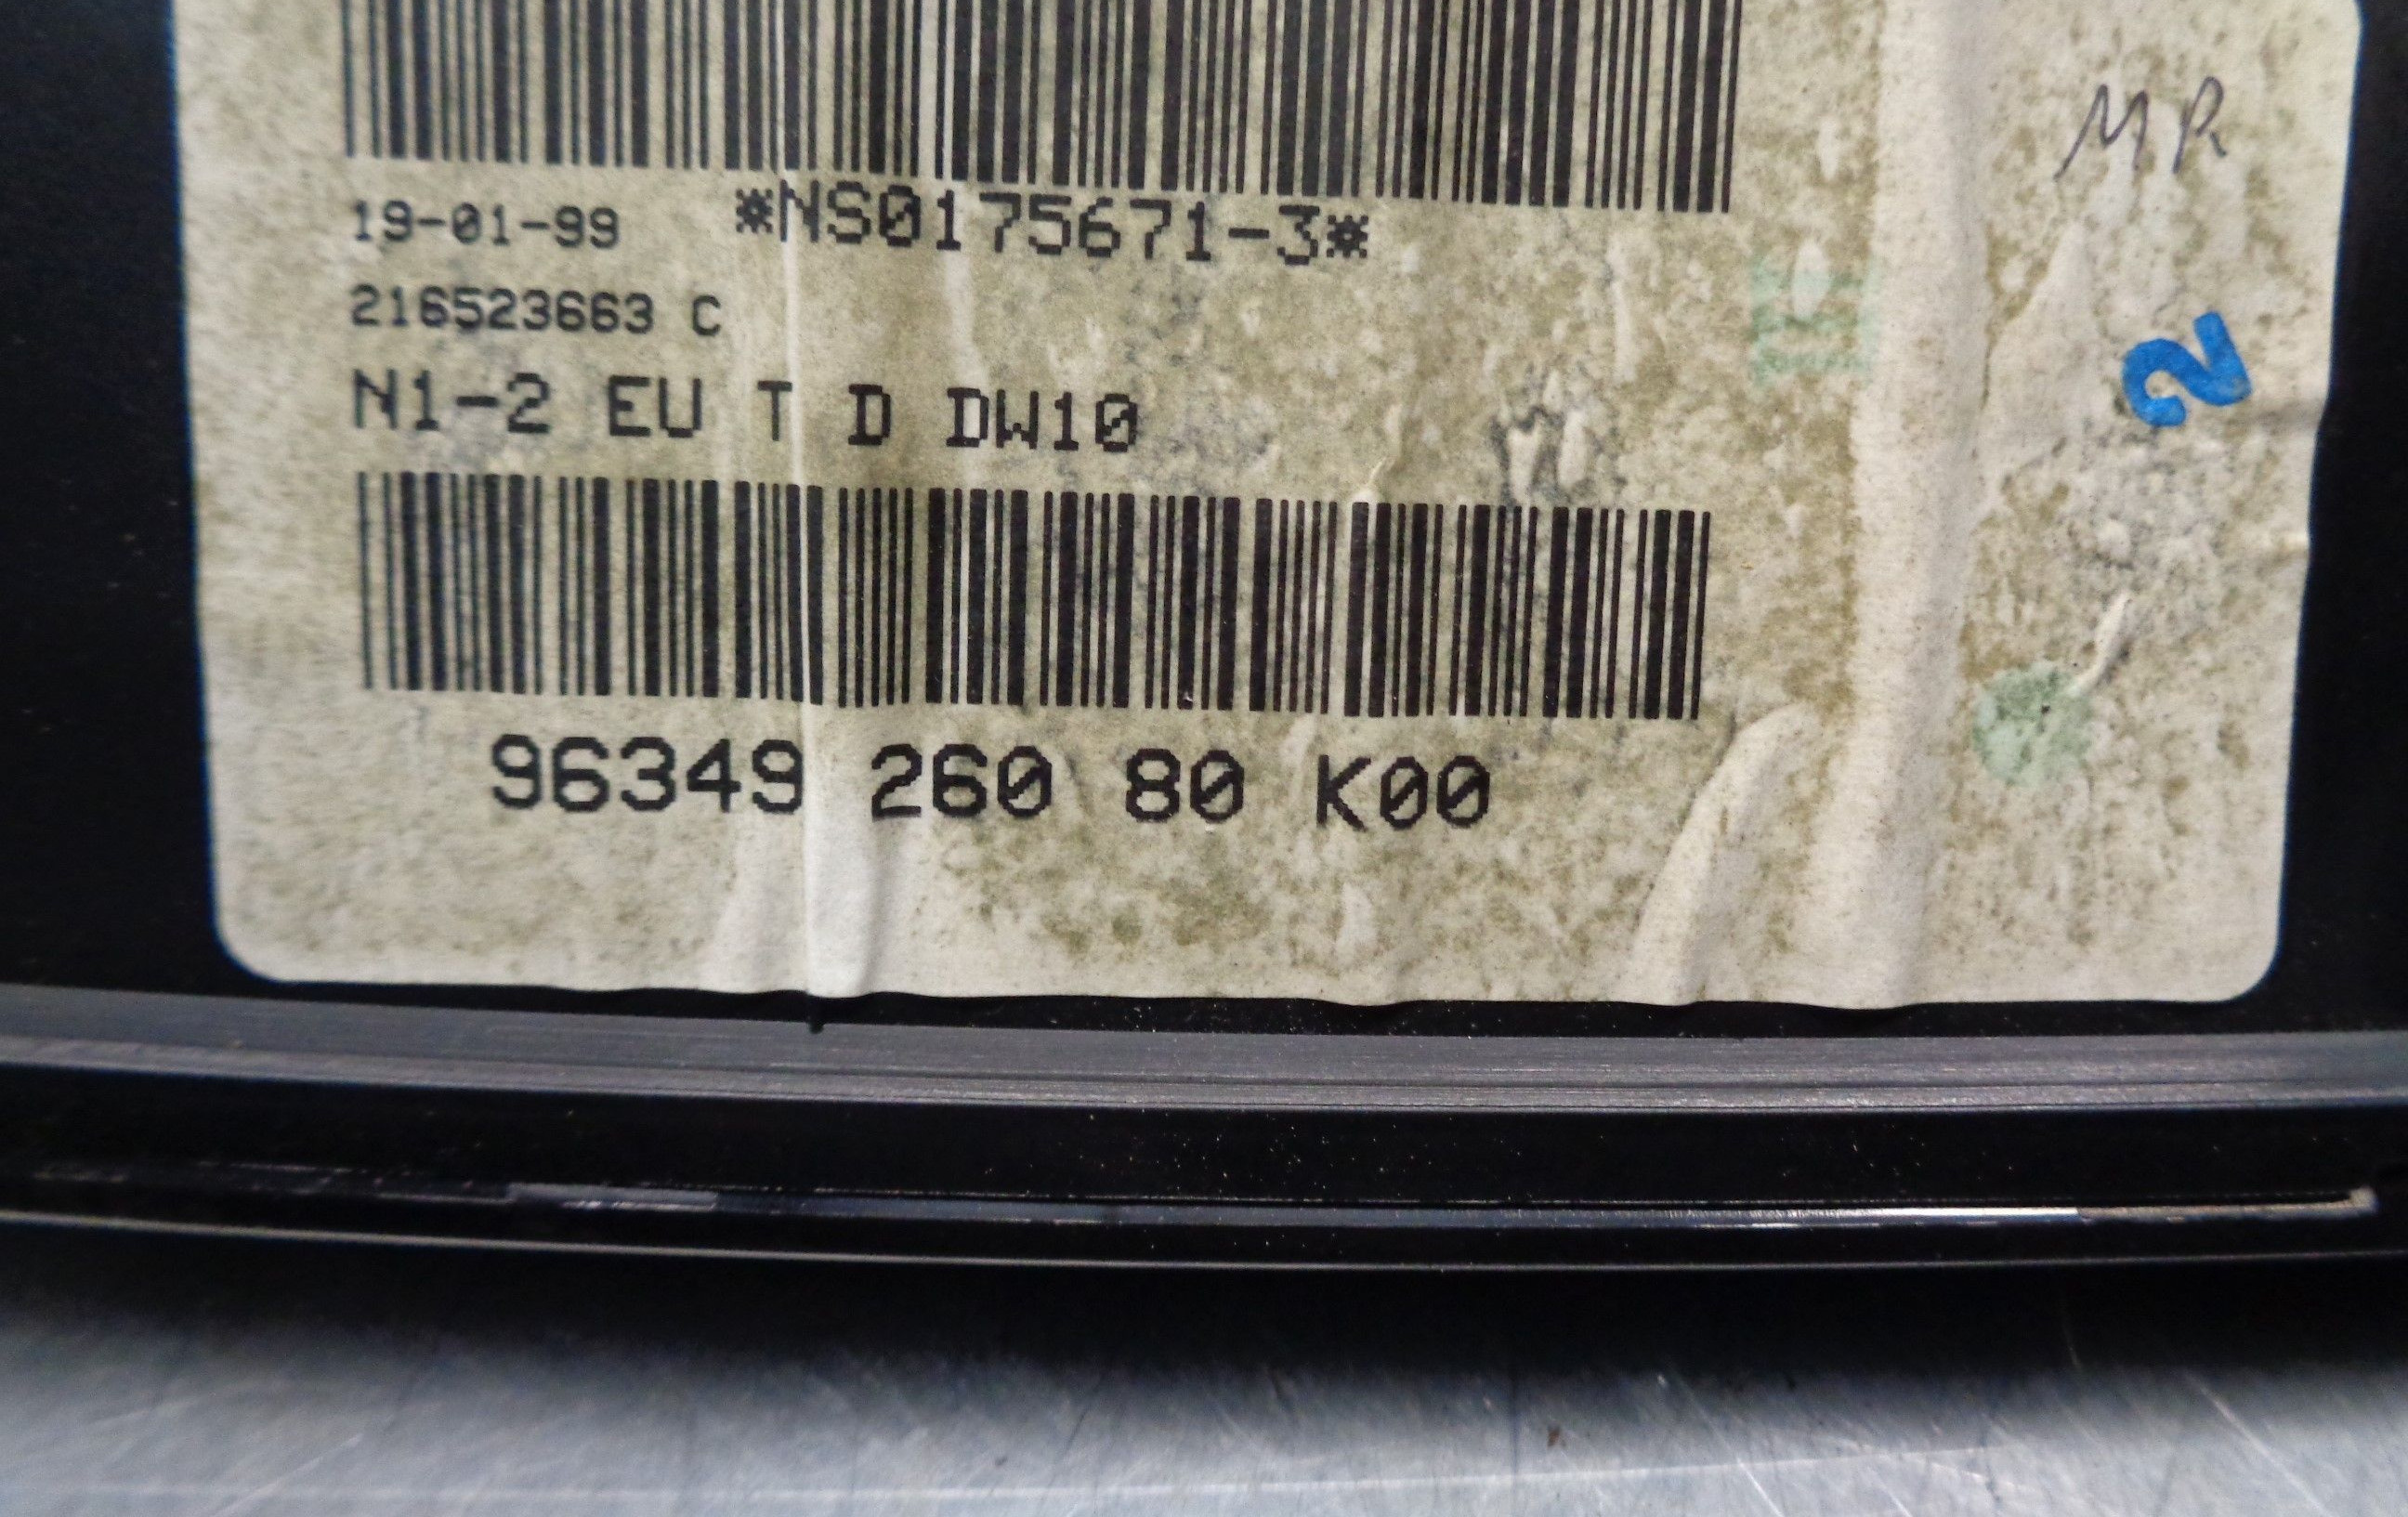 MR
19-01-99 *NS0175671-3*
216523663 C
2
N1-2 EU T D DW10
96349 260 80 K00